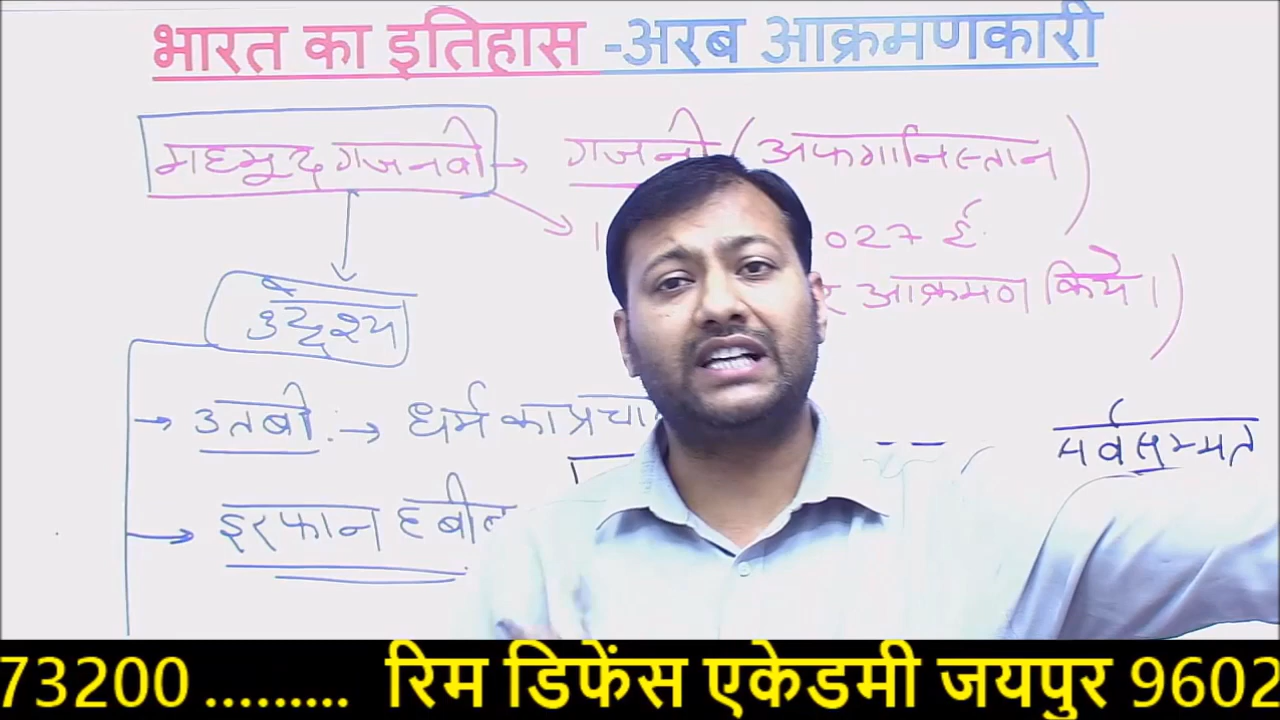 भारत का इतिहास -अरब आक्रमणकारी
महमूद गजनवी → गजनी (अफगानिस्तान)
1 027 ई.
आक्रमण किये।)
उद्देश्य
→ उतबी. → धर्म का प्रचा
सर्वसम्मत
→ इरफान हबीब
73200 ......... रिम डिफेंस एकेडमी जयपुर 9602